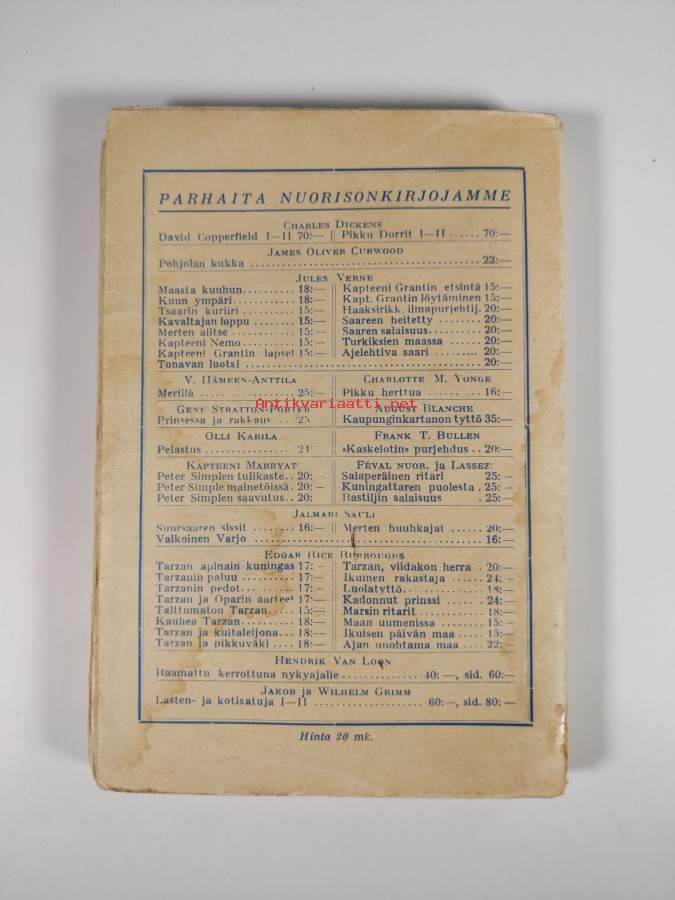 PARHAITA NUORISONKIRJOJAMME
CHARLES DICKENS
David Copperfield I—II 70:— || Pikku Dorrit I—II ...... 70:—
JAMES OLIVER CURWOOD
Pohjolan kukka ........ 22:—
JULES VERNE
Maasta kuuhun.......... 18:—
Kuun ympäri............ 18:—
Tsaarin kuriiri ........ 15:—
Kavaltajan loppu ...... 15:—
Merten alitse .......... 15:—
Kapteeni Nemo ........ 15:—
Kapteeni Grantin lapset 15:—
Kapteeni Grantin etsintä 15:—
Kapt. Grantin löytäminen 15:—
Haaksirikk. ilmapurjehtij. 20:—
Saareen heitetty ........ 20:—
Saaren salaisuus........ 20:—
Turkiksien maassa ...... 20:—
Ajelehtiva saari ......... 20:—
Tonavan luotsi ........ 20:—
V. HÄMEEN-ANTTILA
Merillä ................ 25:—
CHARLOTTE M. YONGE
Pikku herttua ...... 16:—
GENE STRATTON-PORTER
Prinsessa ja rakkaus .. 25
AUGUST BLANCHE
Kaupunginkartanon tyttö 35:—
Antikvariaatti.net
OLLI KARILA
Pelastus ........
FRANK T. BULLEN
»Kaskelotin» purjehdus .. 20:—
KAPTEENI MARRYAT
Peter Simplen tulikaste.. 20:-
Peter Simple mainetöissä. 20:-
Peter Simplen saavutus.. 20:-
FÉVAL NUOR. JA LASSEZ:
Salaperäinen ritari 25:-
Kuningattaren puolesta . 25:-
Bastiljin salaisuus .... 25:—
JALMARI SAULI
Suursaaren sissit ....... 16:—
Merten huuhkajat ...... 20:—
Valkoinen Varjo ........ 16:—
EDGAR RICE BURROUGHS
Tarzan apinain kuningas 17:-
Tarzanin paluu ........ 17:-
Tarzanin pedot.......... 17:-
Tarzan ja Oparin aarteet 17:—
Talttumaton Tarzan..... 15:—
Kauhea Tarzan.......... 18:—
Tarzan ja kultaleijona... 18:—
Tarzan ja pikkuväki .... 18:—
Tarzan, viidakon herra . 20:—
Ikuinen rakastaja ...... 24:-
Luolatyttö.............. 18:—
Kadonnut prinssi ...... 24:—
Marsin ritarit .......... 18:—
Maan uumenissa ........ 15:-
Ikuisen päivän maa .... 15:-
Ajan unohtama maa .... 22:-
HENDRIK VAN LOON
Raamattu kerrottuna nykyajalle .............. 40:—, sid. 60:—
JAKOB JA WILHELM GRIMM
Lasten- ja kotisatuja I—II .................... 60:—, sid. 80:—
Hinta 20 mk.